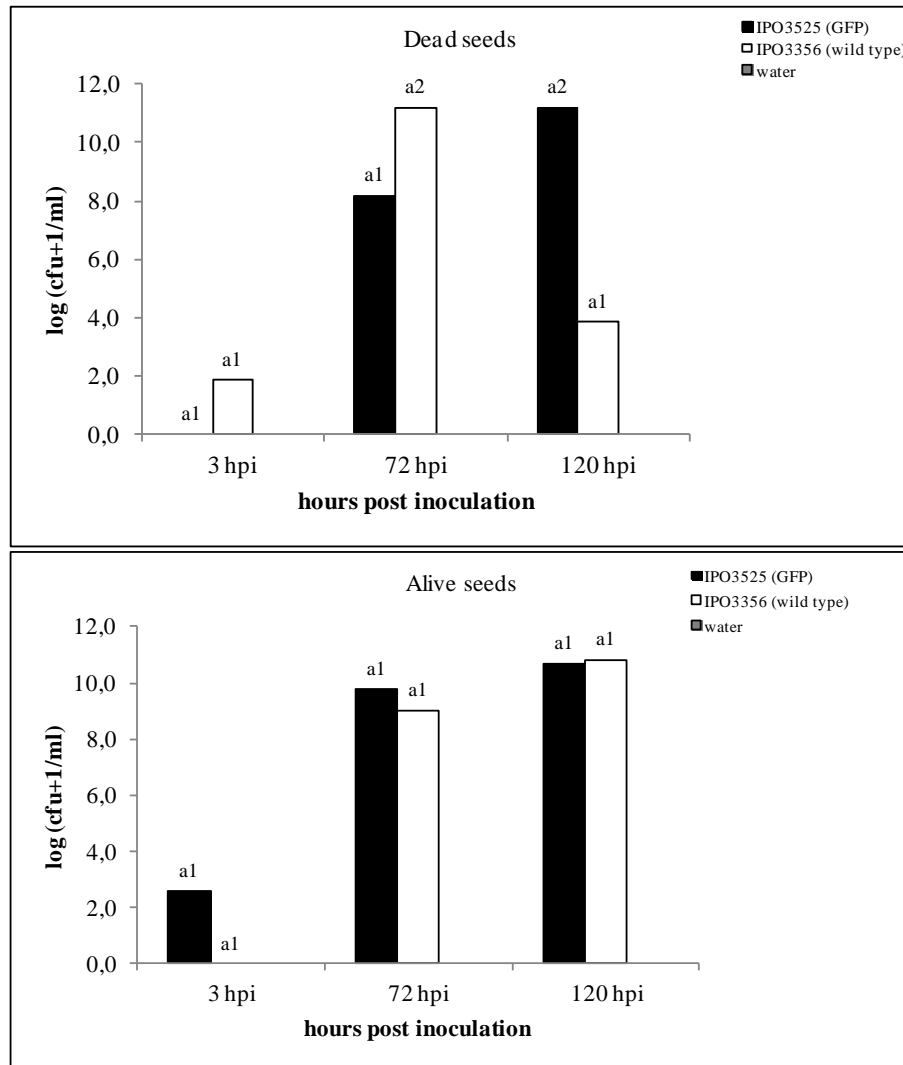 Dead seeds
IPO3525 (GFP)
IPO3356 (wild type)
water
12,0
10,0
8,0
6,0
4,0
2,0
0,0
log (cfu+1/ml)
a1
a1
a1
a2
a2
a1
3 hpi
72 hpi
120 hpi
hours post inoculation
Alive seeds
IPO3525 (GFP)
IPO3356 (wild type)
water
12,0
10,0
8,0
6,0
4,0
2,0
0,0
log (cfu+1/ml)
a1
a1
a1
a1
a1
a1
3 hpi
72 hpi
120 hpi
hours post inoculation